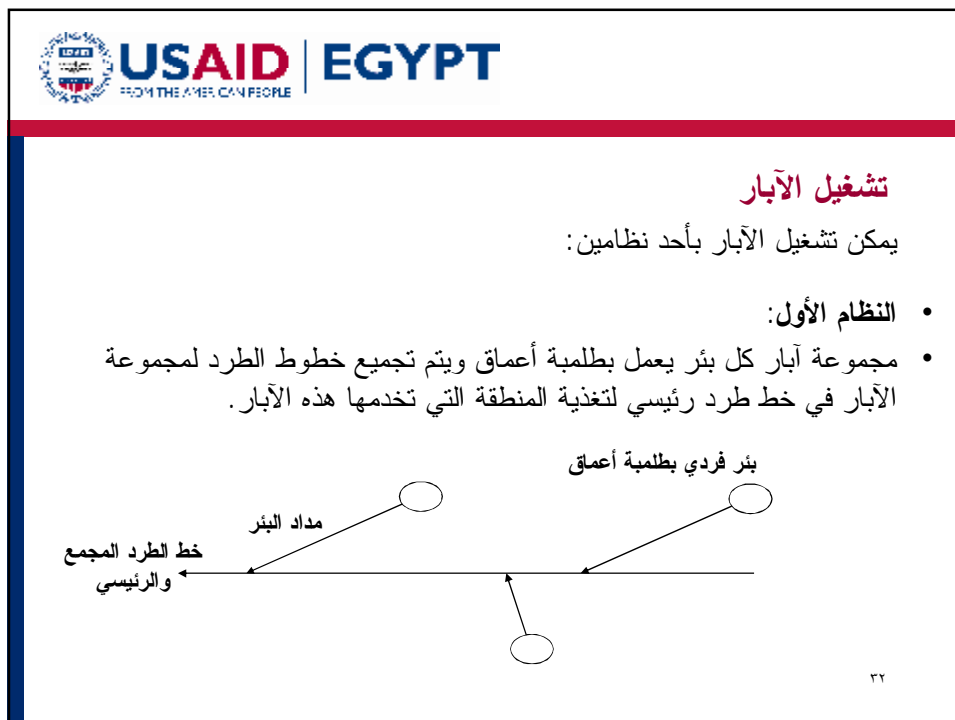 USAID | EGYPT
FROM THE AMERICAN PEOPLE
تشغيل الآبار
يمكن تشغيل الآبار بأحد نظامين:
• النظام الأول:
• مجموعة آبار كل بئر يعمل بطلمبة أعماق ويتم تجميع خطوط الطرد لمجموعة
الآبار في خط طرد رئيسي لتغذية المنطقة التي تخدمها هذه الآبار.
بئر فردي بطلمبة أعماق
مداد البئر
خط الطرد المجمع
والرئيسي
٣٢